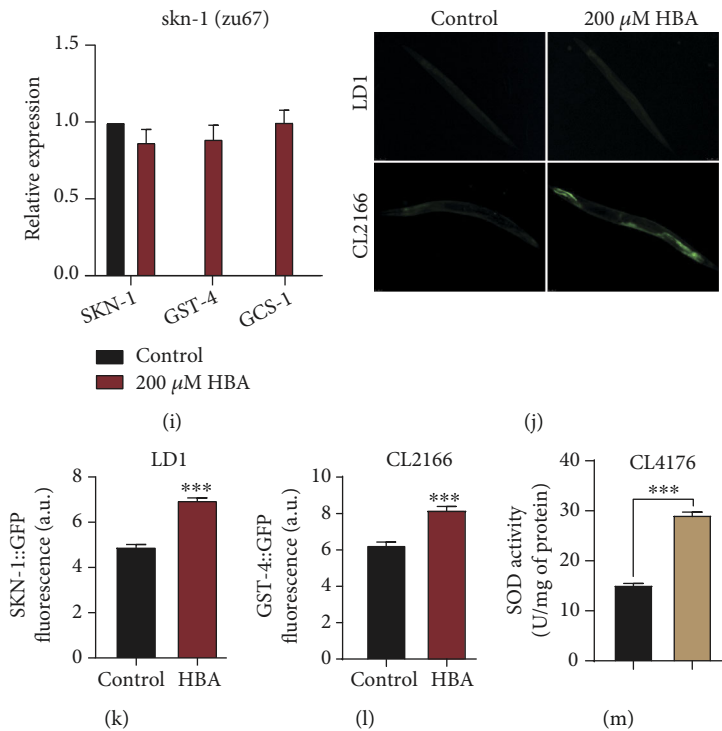 skn-1 (zu67)
Relative expression
1.5
1.0
0.5
0.0
SKN-1
GST-4
GCS-1
Control
200 μM HBA
(i)
Control
200 μM HBA
LD1
CL2166
(j)
LD1
SKN-1::GFP
fluorescence (a.u.)
8
6
4
2
0
***
Control
HBA
(k)
CL2166
GST-4::GFP
fluorescence (a.u.)
10
8
6
4
2
0
***
Control
HBA
(l)
CL4176
SOD activity
(U/mg of protein)
40
30
20
10
0
***
(m)